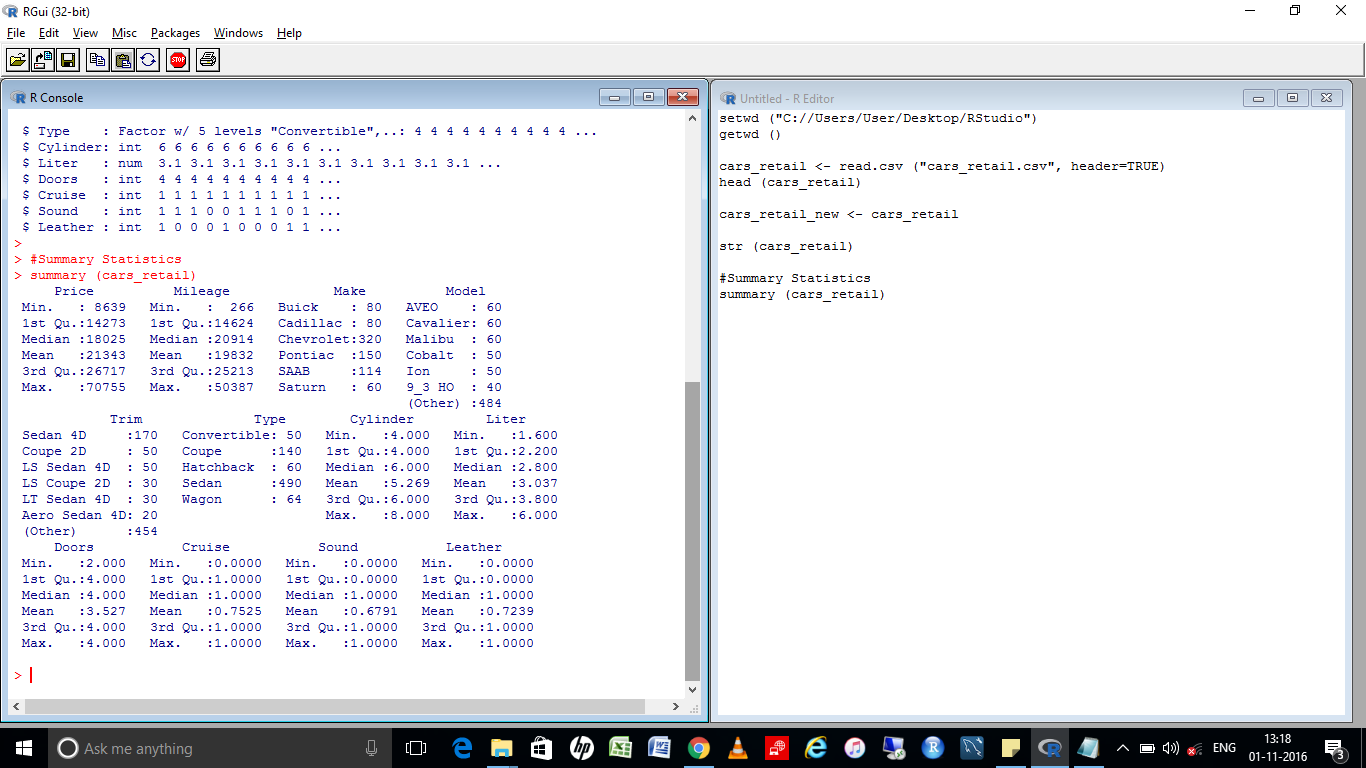 RGui (32-bit)
File Edit View Misc Packages Windows Help
STOP
R Console
 $ Type    : Factor w/ 5 levels "Convertible",..: 4 4 4 4 4 4 4 4 4 4 ...
 $ Cylinder: int  6 6 6 6 6 6 6 6 6 6 ...
 $ Liter   : num  3.1 3.1 3.1 3.1 3.1 3.1 3.1 3.1 3.1 3.1 ...
 $ Doors   : int  4 4 4 4 4 4 4 4 4 4 ...
 $ Cruise  : int  1 1 1 1 1 1 1 1 1 1 ...
 $ Sound   : int  1 1 1 0 0 1 1 1 0 1 ...
 $ Leather : int  1 0 0 0 1 0 0 0 1 1 ...
>
> #Summary Statistics
> summary (cars_retail)
     Price          Mileage             Make          Model
 Min.   : 8639   Min.   :  266   Buick    : 80   AVEO    : 60
 1st Qu.:14273   1st Qu.:14624   Cadillac : 80   Cavalier: 60
 Median :18025   Median :20914   Chevrolet:320   Malibu  : 60
 Mean   :21343   Mean   :19832   Pontiac  :150   Cobalt  : 50
 3rd Qu.:26717   3rd Qu.:25213   SAAB     :114   Ion     : 50
 Max.   :70755   Max.   :50387   Saturn   : 60   9_3 HO  : 40
                                                 (Other) :484
            Trim              Type        Cylinder         Liter
 Sedan 4D     :170   Convertible: 50   Min.   :4.000   Min.   :1.600
 Coupe 2D     : 50   Coupe      :140   1st Qu.:4.000   1st Qu.:2.200
 LS Sedan 4D  : 50   Hatchback  : 60   Median :6.000   Median :2.800
 LS Coupe 2D  : 30   Sedan      :490   Mean   :5.269   Mean   :3.037
 LT Sedan 4D  : 30   Wagon      : 64   3rd Qu.:6.000   3rd Qu.:3.800
 Aero Sedan 4D: 20                     Max.   :8.000   Max.   :6.000
 (Other)      :454
     Doors           Cruise           Sound           Leather
 Min.   :2.000   Min.   :0.0000   Min.   :0.0000   Min.   :0.0000
 1st Qu.:4.000   1st Qu.:1.0000   1st Qu.:0.0000   1st Qu.:0.0000
 Median :4.000   Median :1.0000   Median :1.0000   Median :1.0000
 Mean   :3.527   Mean   :0.7525   Mean   :0.6791   Mean   :0.7239
 3rd Qu.:4.000   3rd Qu.:1.0000   3rd Qu.:1.0000   3rd Qu.:1.0000
 Max.   :4.000   Max.   :1.0000   Max.   :1.0000   Max.   :1.0000
>
Untitled - R Editor
setwd ("C://Users/User/Desktop/RStudio")
getwd ()
cars_retail <- read.csv ("cars_retail.csv", header=TRUE)
head (cars_retail)
cars_retail_new <- cars_retail
str (cars_retail)
#Summary Statistics
summary (cars_retail)
Ask me anything
ENG
13:18
01-11-2016
3